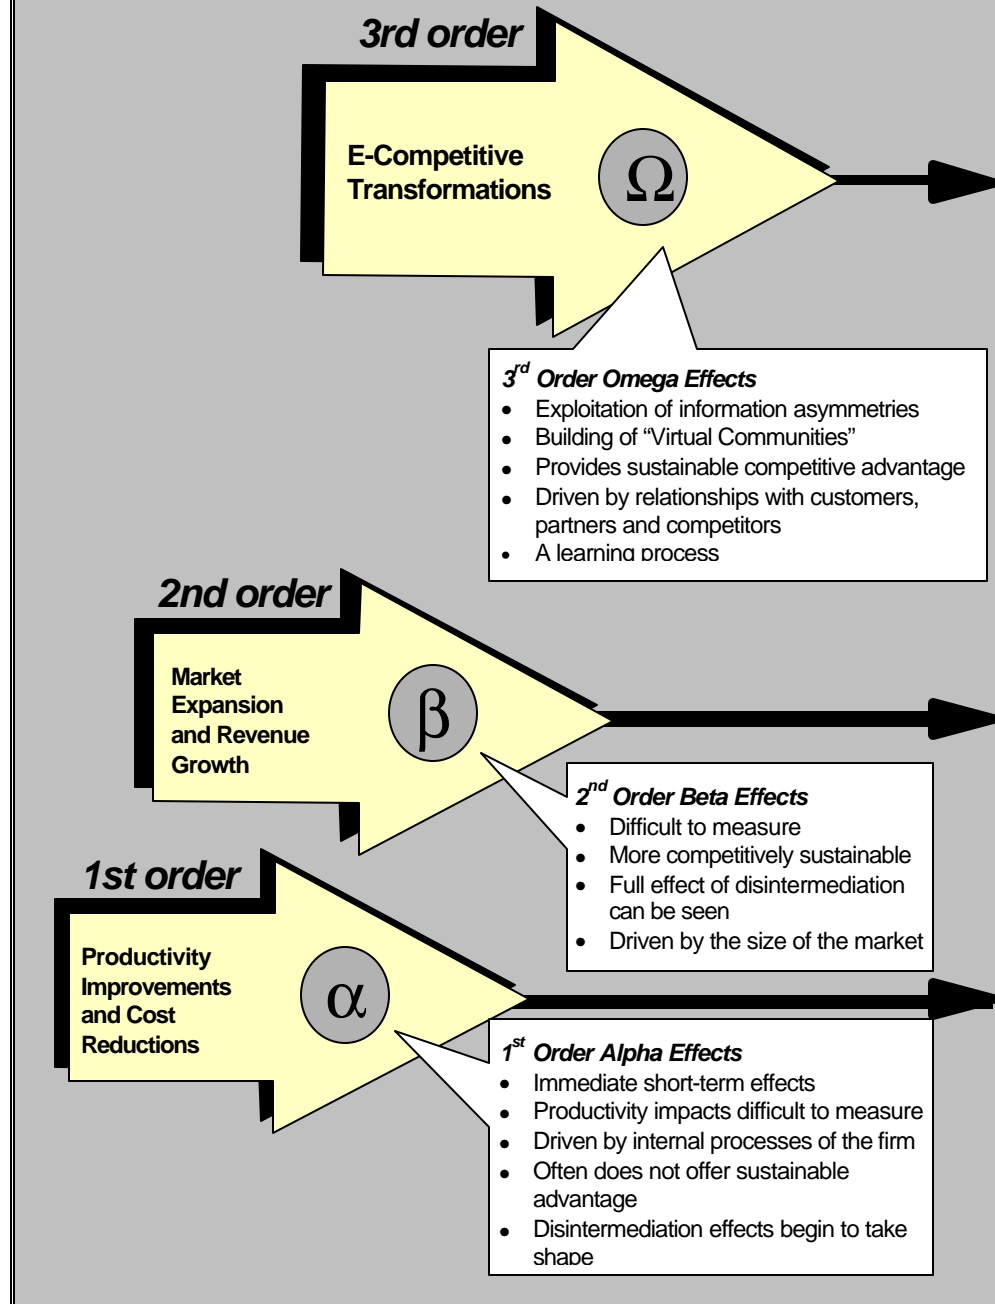 3rd order
E-Competitive
Transformations
Ω
3rd Order Omega Effects
• Exploitation of information asymmetries
• Building of “Virtual Communities”
• Provides sustainable competitive advantage
• Driven by relationships with customers,
partners and competitors
• A learning process
2nd order
Market
Expansion
and Revenue
Growth
β
2nd Order Beta Effects
• Difficult to measure
• More competitively sustainable
• Full effect of disintermediation
can be seen
• Driven by the size of the market
1st order
Productivity
Improvements
and Cost
Reductions
α
1st Order Alpha Effects
• Immediate short-term effects
• Productivity impacts difficult to measure
• Driven by internal processes of the firm
• Often does not offer sustainable
advantage
• Disintermediation effects begin to take
shape